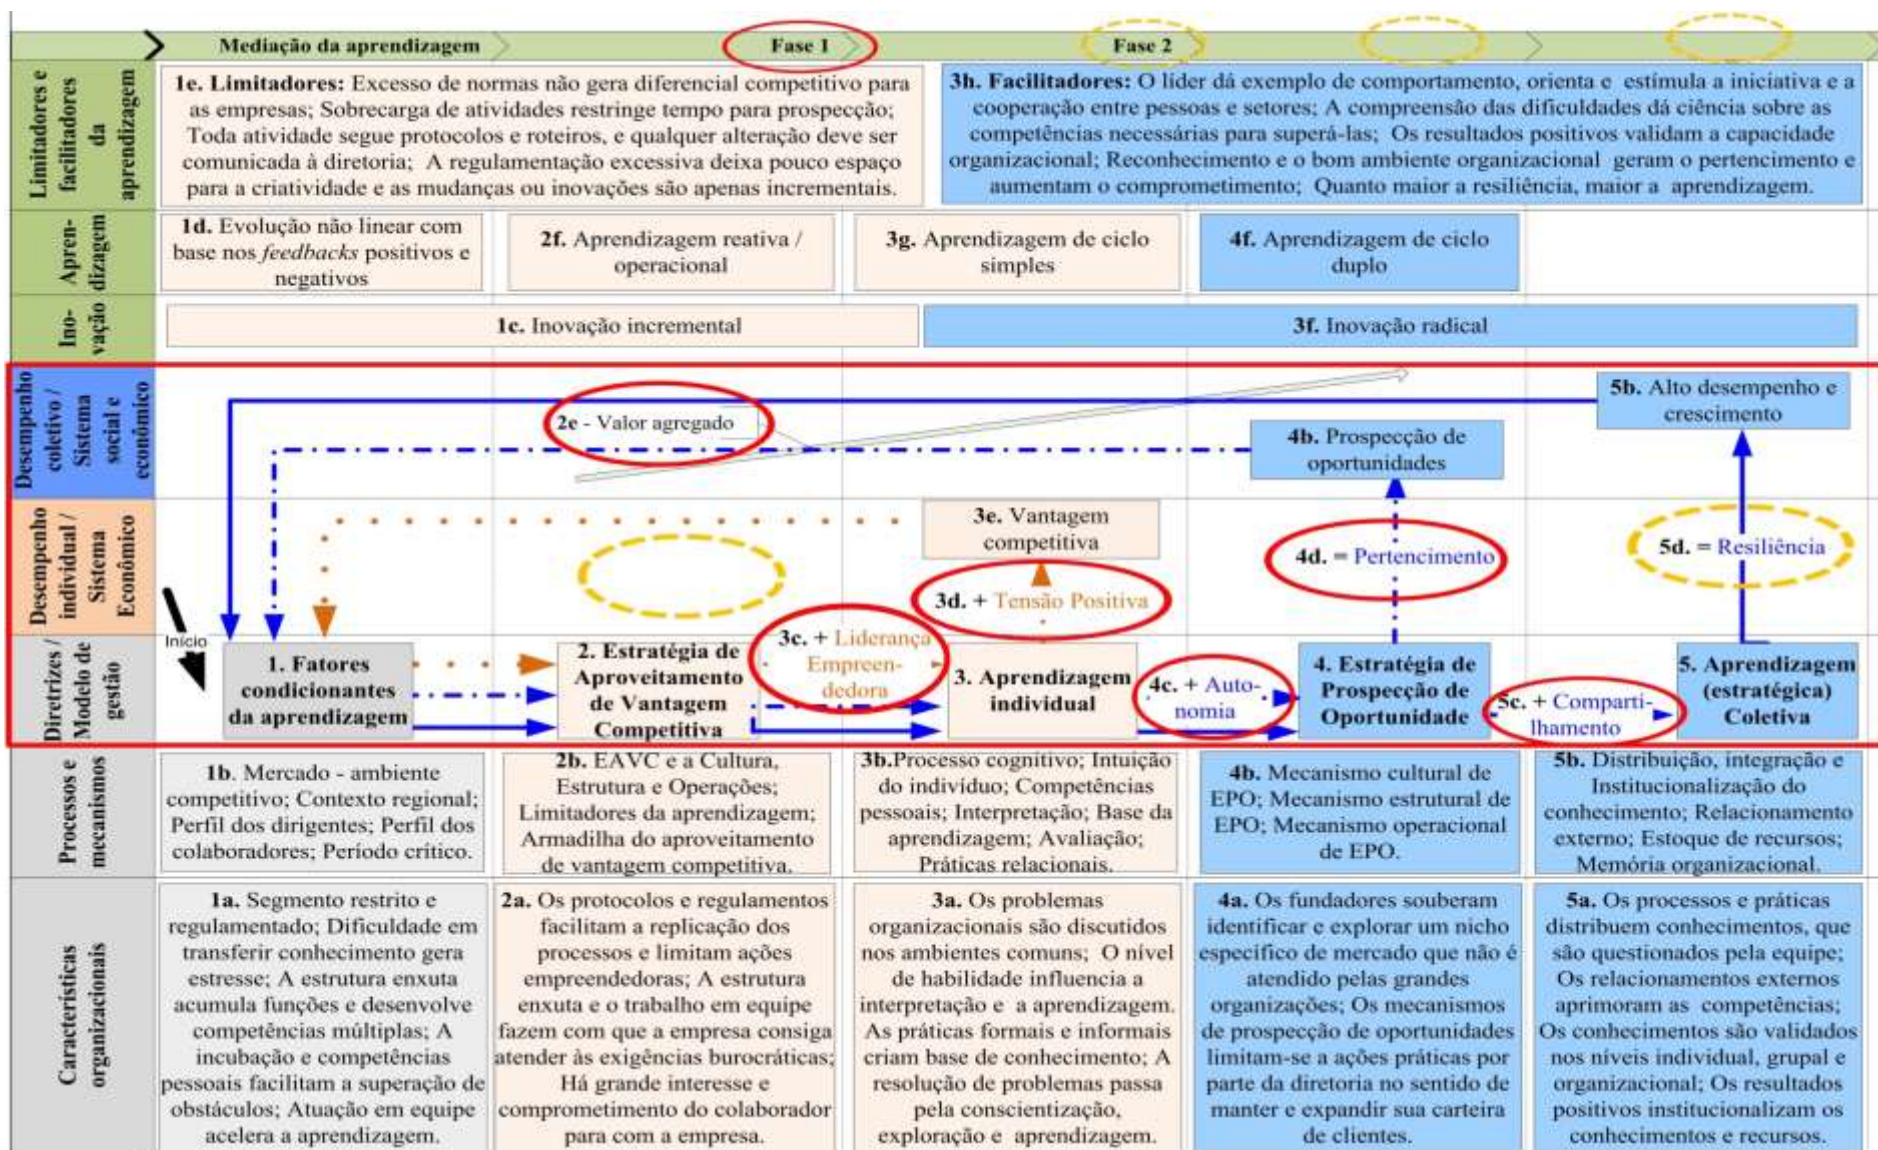 Mediação da aprendizagem
Fase 1
Fase 2
Limitadores e
facilitadores
da
aprendizagem
1e. Limitadores: Excesso de normas não gera diferencial competitivo para
as empresas; Sobrecarga de atividades restringe tempo para prospecção;
Toda atividade segue protocolos e roteiros, e qualquer alteração deve ser
comunicada à diretoria; A regulamentação excessiva deixa pouco espaço
para a criatividade e as mudanças ou inovações são apenas incrementais.
3h. Facilitadores: O líder dá exemplo de comportamento, orienta e estímula a iniciativa e a
cooperação entre pessoas e setores; A compreensão das dificuldades dá ciência sobre as
competências necessárias para superá-las; Os resultados positivos validam a capacidade
organizacional; Reconhecimento e o bom ambiente organizacional geram o pertencimento e
aumentam o comprometimento; Quanto maior a resiliência, maior a aprendizagem.
Apren-
dizagem
1d. Evolução não linear com
base nos feedbacks positivos e
negativos
2f. Aprendizagem reativa /
operacional
3g. Aprendizagem de ciclo
simples
4f. Aprendizagem de ciclo
duplo
Ino-
vação
1c. Inovação incremental
3f. Inovação radical
Desempenho
coletivo /
Sistema
social e
econômico
2e - Valor agregado
5b. Alto desempenho e
crescimento
4b. Prospecção de
oportunidades
Desempenho
individual /
Sistema
Econômico
3e. Vantagem
competitiva
3d. + Tensão Positiva
4d. = Pertencimento
5d. = Resiliência
Diretrizes /
Modelo de
gestão
Início
1. Fatores
condicionantes
da aprendizagem
2. Estratégia de
Aproveitamento
de Vantagem
Competitiva
3c. + Liderança
Empreen-
dedora
3. Aprendizagem
individual
4c. + Auto-
nomia
4. Estratégia de
Prospecção de
Oportunidade
5c. + Comparti-
lhamento
5. Aprendizagem
(estratégica)
Coletiva
Processos e
mecanismos
1b. Mercado - ambiente
competitivo; Contexto regional;
Perfil dos dirigentes; Perfil dos
colaboradores; Período crítico.
2b. EAVC e a Cultura,
Estrutura e Operações;
Limitadores da aprendizagem;
Armadilha do aproveitamento
de vantagem competitiva.
3b.Processo cognitivo; Intuição
do indivíduo; Competências
pessoais; Interpretação; Base da
aprendizagem; Avaliação;
Práticas relacionais.
4b. Mecanismo cultural de
EPO; Mecanismo estrutural de
EPO; Mecanismo operacional
de EPO.
5b. Distribuição, integração e
Institucionalização do
conhecimento; Relacionamento
externo; Estoque de recursos;
Memória organizacional.
Características
organizacionais
1a. Segmento restrito e
regulamentado; Dificuldade em
transferir conhecimento gera
estresse; A estrutura enxuta
acumula funções e desenvolve
competências múltiplas; A
incubação e competências
pessoais facilitam a superação de
obstáculos; Atuação em equipe
acelera a aprendizagem.
2a. Os protocolos e regulamentos
facilitam a replicação dos
processos e limitam ações
empreendedoras; A estrutura
enxuta e o trabalho em equipe
fazem com que a empresa consiga
atender às exigências burocráticas;
Há grande interesse e
comprometimento do colaborador
para com a empresa.
3a. Os problemas
organizacionais são discutidos
nos ambientes comuns; O nível
de habilidade influencia a
interpretação e a aprendizagem.
As práticas formais e informais
criam base de conhecimento; A
resolução de problemas passa
pela conscientização,
exploração e aprendizagem.
4a. Os fundadores souberam
identificar e explorar um nicho
específico de mercado que não é
atendido pelas grandes
organizações; Os mecanismos
de prospecção de oportunidades
limitam-se a ações práticas por
parte da diretoria no sentido de
manter e expandir sua carteira
de clientes.
5a. Os processos e práticas
distribuem conhecimentos, que
são questionados pela equipe;
Os relacionamentos externos
aprimoram as competências;
Os conhecimentos são validados
nos níveis individual, grupal e
organizacional; Os resultados
positivos institucionalizam os
conhecimentos e recursos.